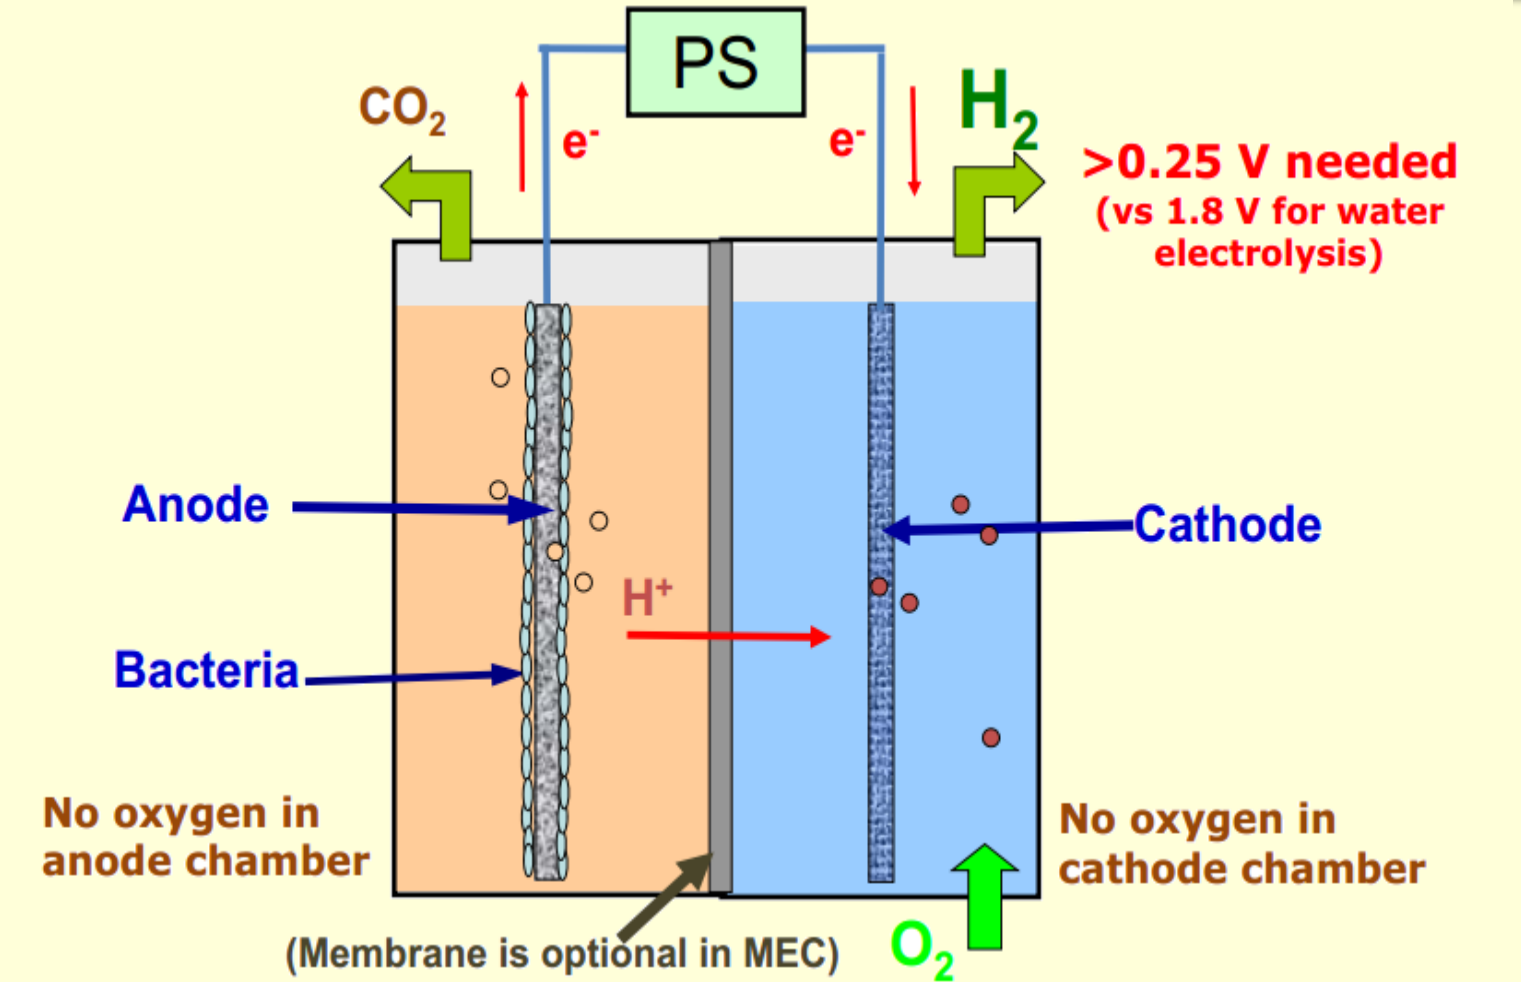 PS
CO₂
e⁻
e⁻
H₂
>0.25 V needed
(vs 1.8 V for water
electrolysis)
Anode
Cathode
H⁺
Bacteria
No oxygen in
anode chamber
No oxygen in
cathode chamber
(Membrane is optional in MEC)
O₂